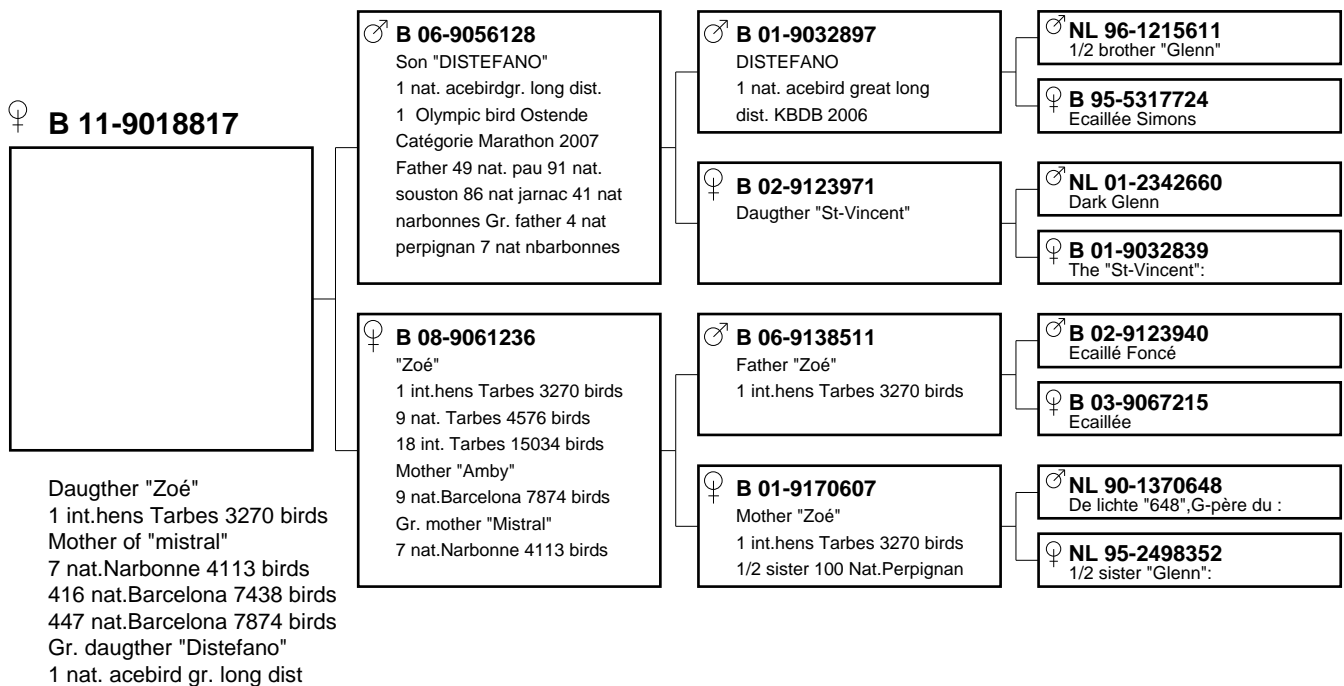 B 11-9018817
Daugther "Zoé"
1 int.hens Tarbes 3270 birds
Mother of "mistral"
7 nat.Narbonne 4113 birds
416 nat.Barcelona 7438 birds
447 nat.Barcelona 7874 birds
Gr. daugther "Distefano"
1 nat. acebird gr. long dist
B 06-9056128
Son "DISTEFANO"
1 nat. acebirdgr. long dist.
1 Olympic bird Ostende
Catégorie Marathon 2007
Father 49 nat. pau 91 nat.
souston 86 nat jarnac 41 nat
narbonnes Gr. father 4 nat
perpignan 7 nat nbarbonnes
B 08-9061236
"Zoé"
1 int.hens Tarbes 3270 birds
9 nat. Tarbes 4576 birds
18 int. Tarbes 15034 birds
Mother "Amby"
9 nat.Barcelona 7874 birds
Gr. mother "Mistral"
7 nat.Narbonne 4113 birds
B 01-9032897
DISTEFANO
1 nat. acebird great long
dist. KBDB 2006
B 02-9123971
Daugther "St-Vincent"
B 06-9138511
Father "Zoé"
1 int.hens Tarbes 3270 birds
B 01-9170607
Mother "Zoé"
1 int.hens Tarbes 3270 birds
1/2 sister 100 Nat.Perpignan
NL 96-1215611
1/2 brother "Glenn"
B 95-5317724
Ecaillée Simons
NL 01-2342660
Dark Glenn
B 01-9032839
The "St-Vincent":
B 02-9123940
Ecaillé Foncé
B 03-9067215
Ecaillée
NL 90-1370648
De lichte "648",G-père du :
NL 95-2498352
1/2 sister "Glenn":